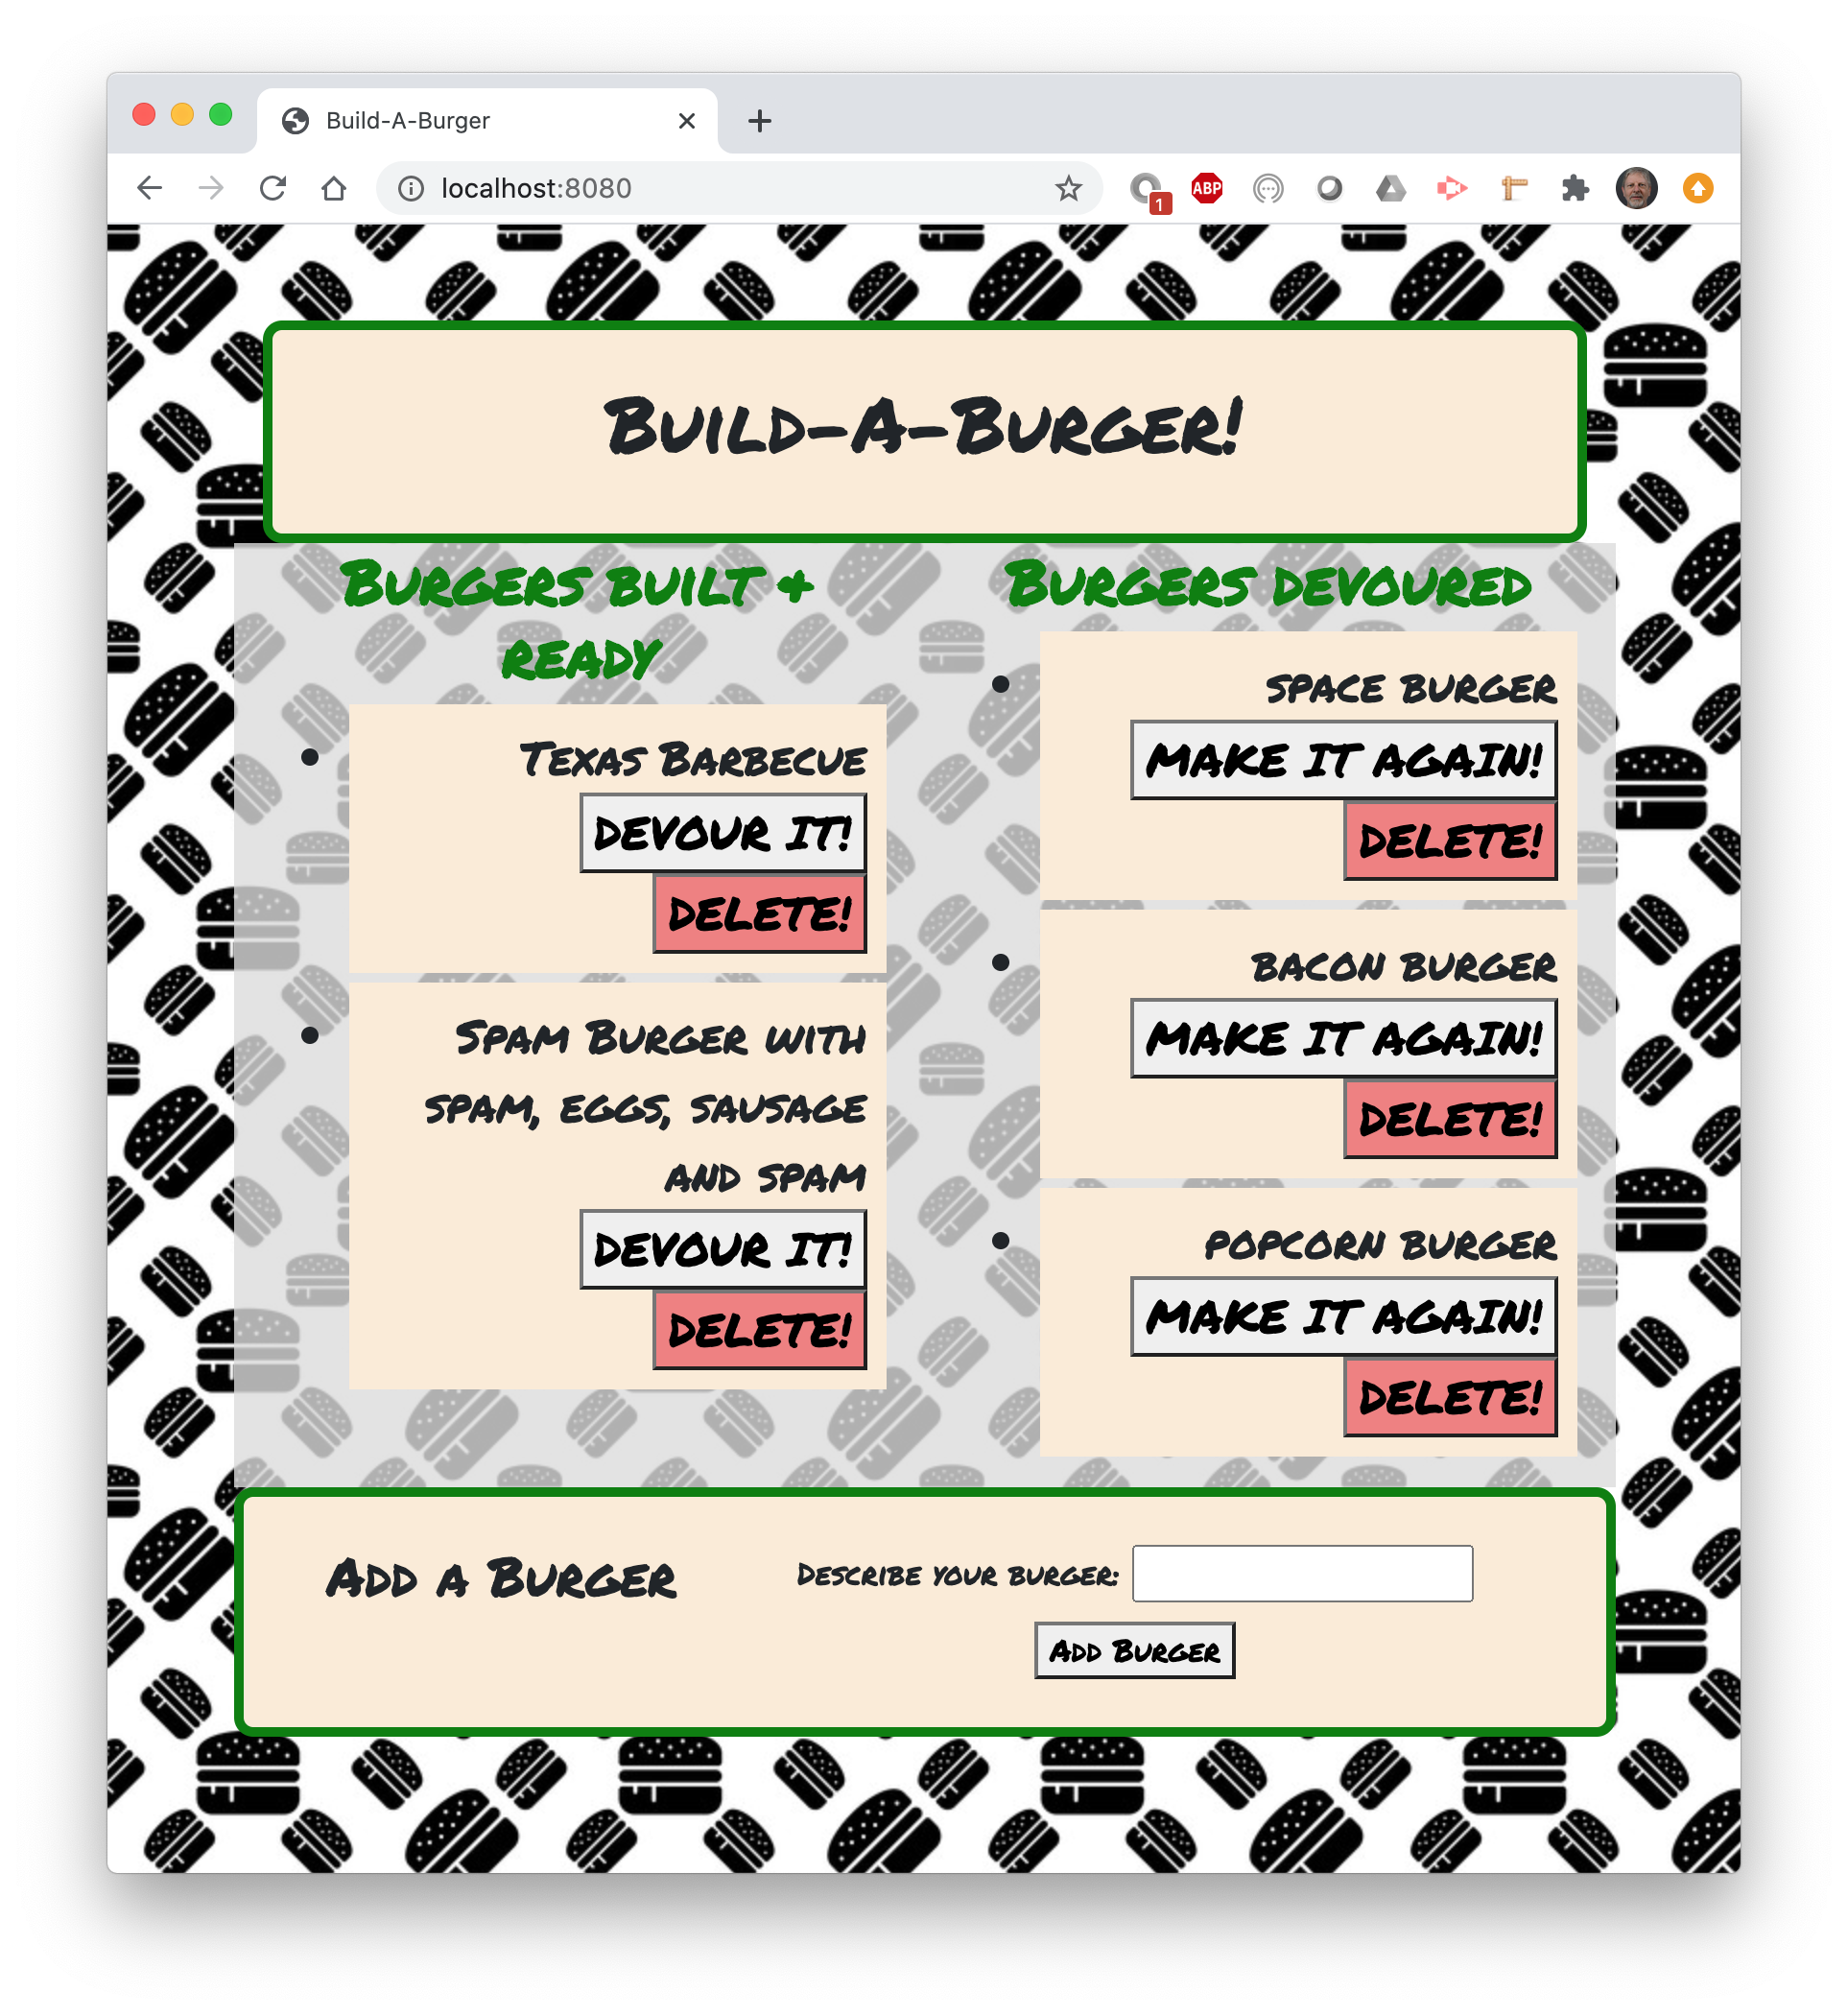 Build-A-Burger
localhost:8080
ABP
1
Build-A-Burger!
Burgers built &
ready
Texas Barbecue
DEVOUR IT!
DELETE!
Spam Burger with
spam, eggs, sausage
and spam
DEVOUR IT!
DELETE!
Burgers devoured
space burger
MAKE IT AGAIN!
DELETE!
bacon burger
MAKE IT AGAIN!
DELETE!
popcorn burger
MAKE IT AGAIN!
DELETE!
Add a Burger
Describe your burger:
Add Burger